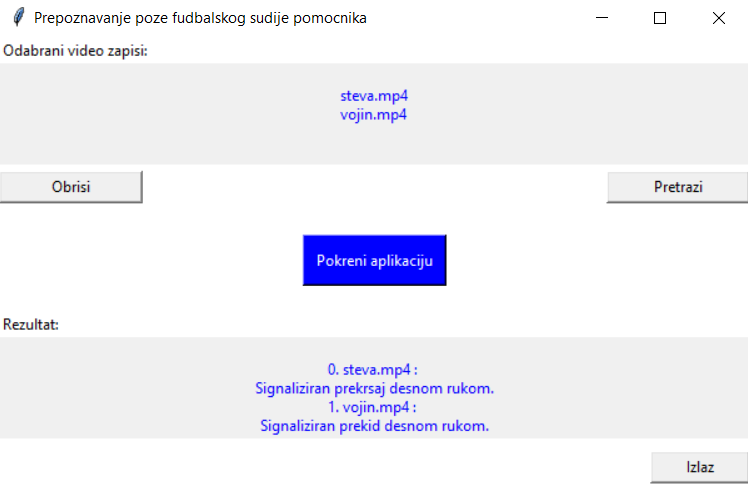 Prepoznavanje poze fudbalskog sudije pomocnika
Odabrani video zapisi:
steva.mp4
vojin.mp4
Obrisi
Pretrazi
Pokreni aplikaciju
Rezultat:
0. steva.mp4 :
Signaliziran prekrsaj desnom rukom.
1. vojin.mp4 :
Signaliziran prekid desnom rukom.
Izlaz